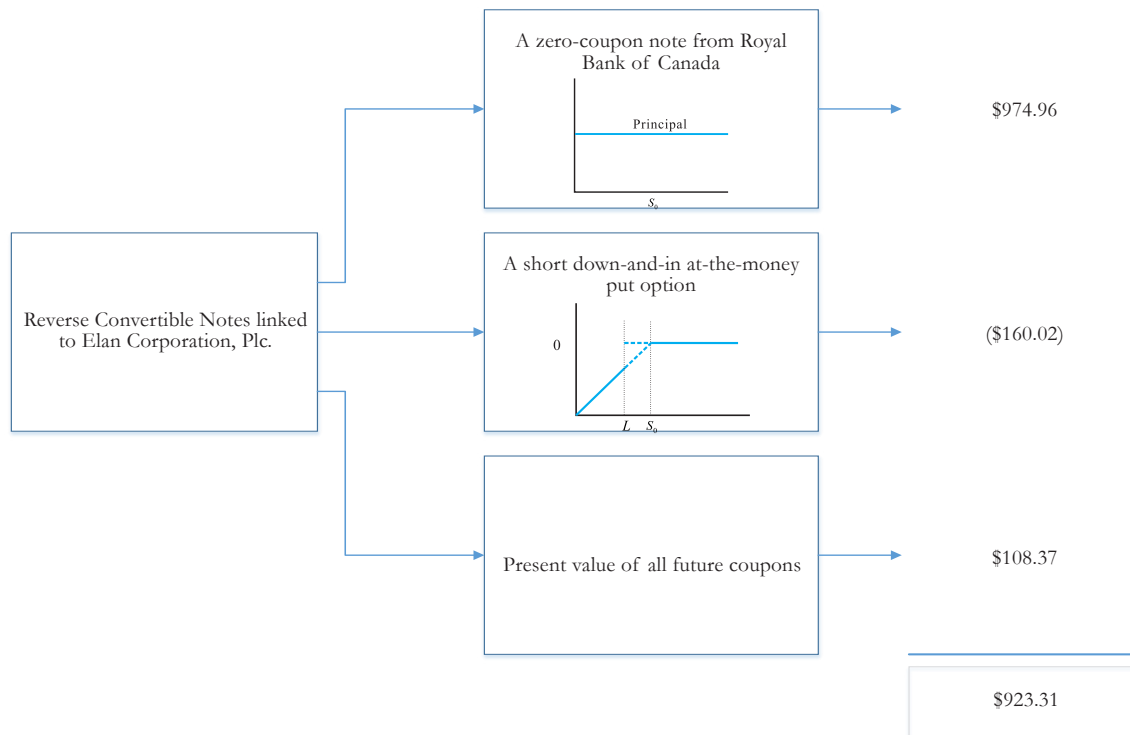 A zero-coupon note from Royal
Bank of Canada
Principal
S₀
$974.96
Reverse Convertible Notes linked
to Elan Corporation, Plc.
A short down-and-in at-the-money
put option
0
L S₀
($160.02)
Present value of all future coupons
$108.37
$923.31